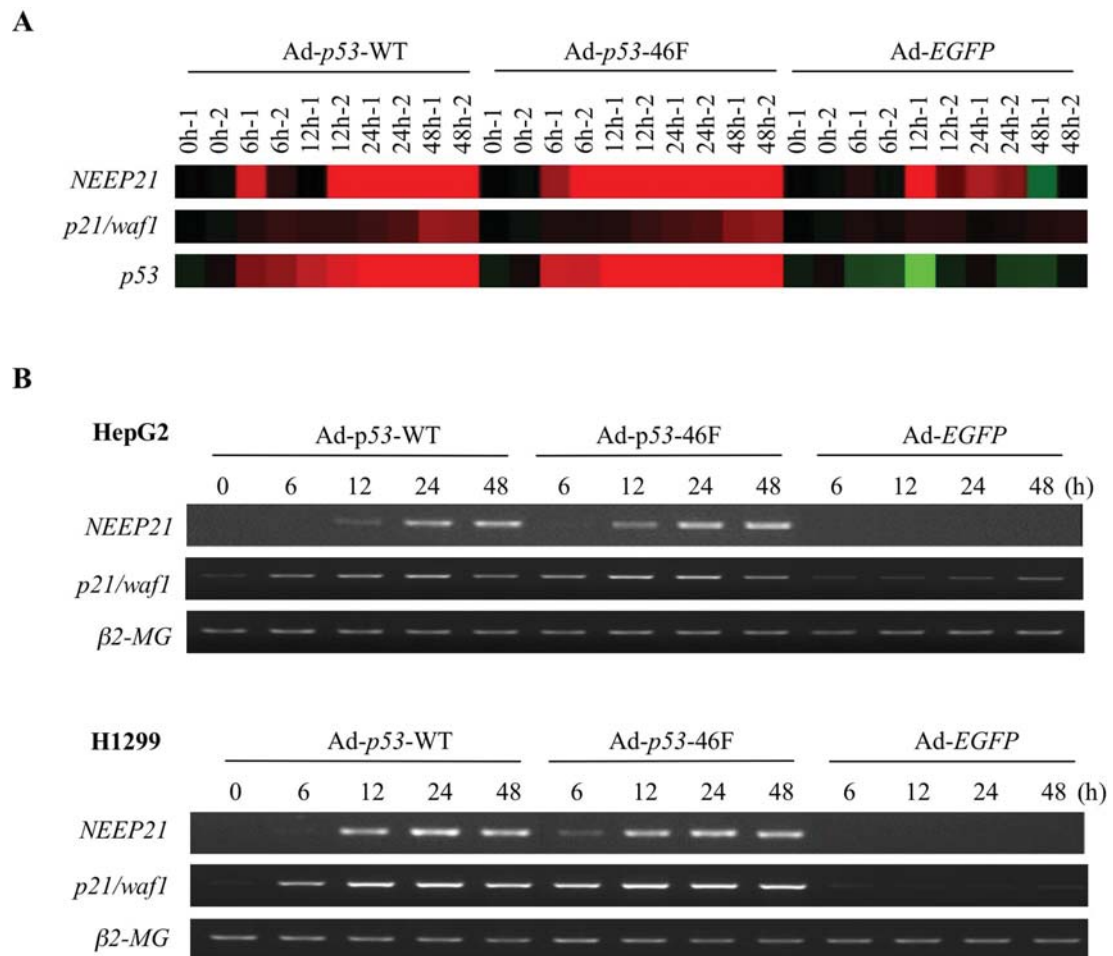 A
Ad-p53-WT Ad-p53-46F Ad-EGFP
0h-1 0h-2 6h-1 6h-2 12h-1 12h-2 24h-1 24h-2 48h-1 48h-2 0h-1 0h-2 6h-1 6h-2 12h-1 12h-2 24h-1 24h-2 48h-1 48h-2 0h-1 0h-2 6h-1 6h-2 12h-1 12h-2 24h-1 24h-2 48h-1 48h-2
NEEP21
p21/waf1
p53
B
HepG2 Ad-p53-WT Ad-p53-46F Ad-EGFP
0 6 12 24 48 6 12 24 48 6 12 24 48 (h)
NEEP21
p21/waf1
β2-MG
H1299 Ad-p53-WT Ad-p53-46F Ad-EGFP
0 6 12 24 48 6 12 24 48 6 12 24 48 (h)
NEEP21
p21/waf1
β2-MG